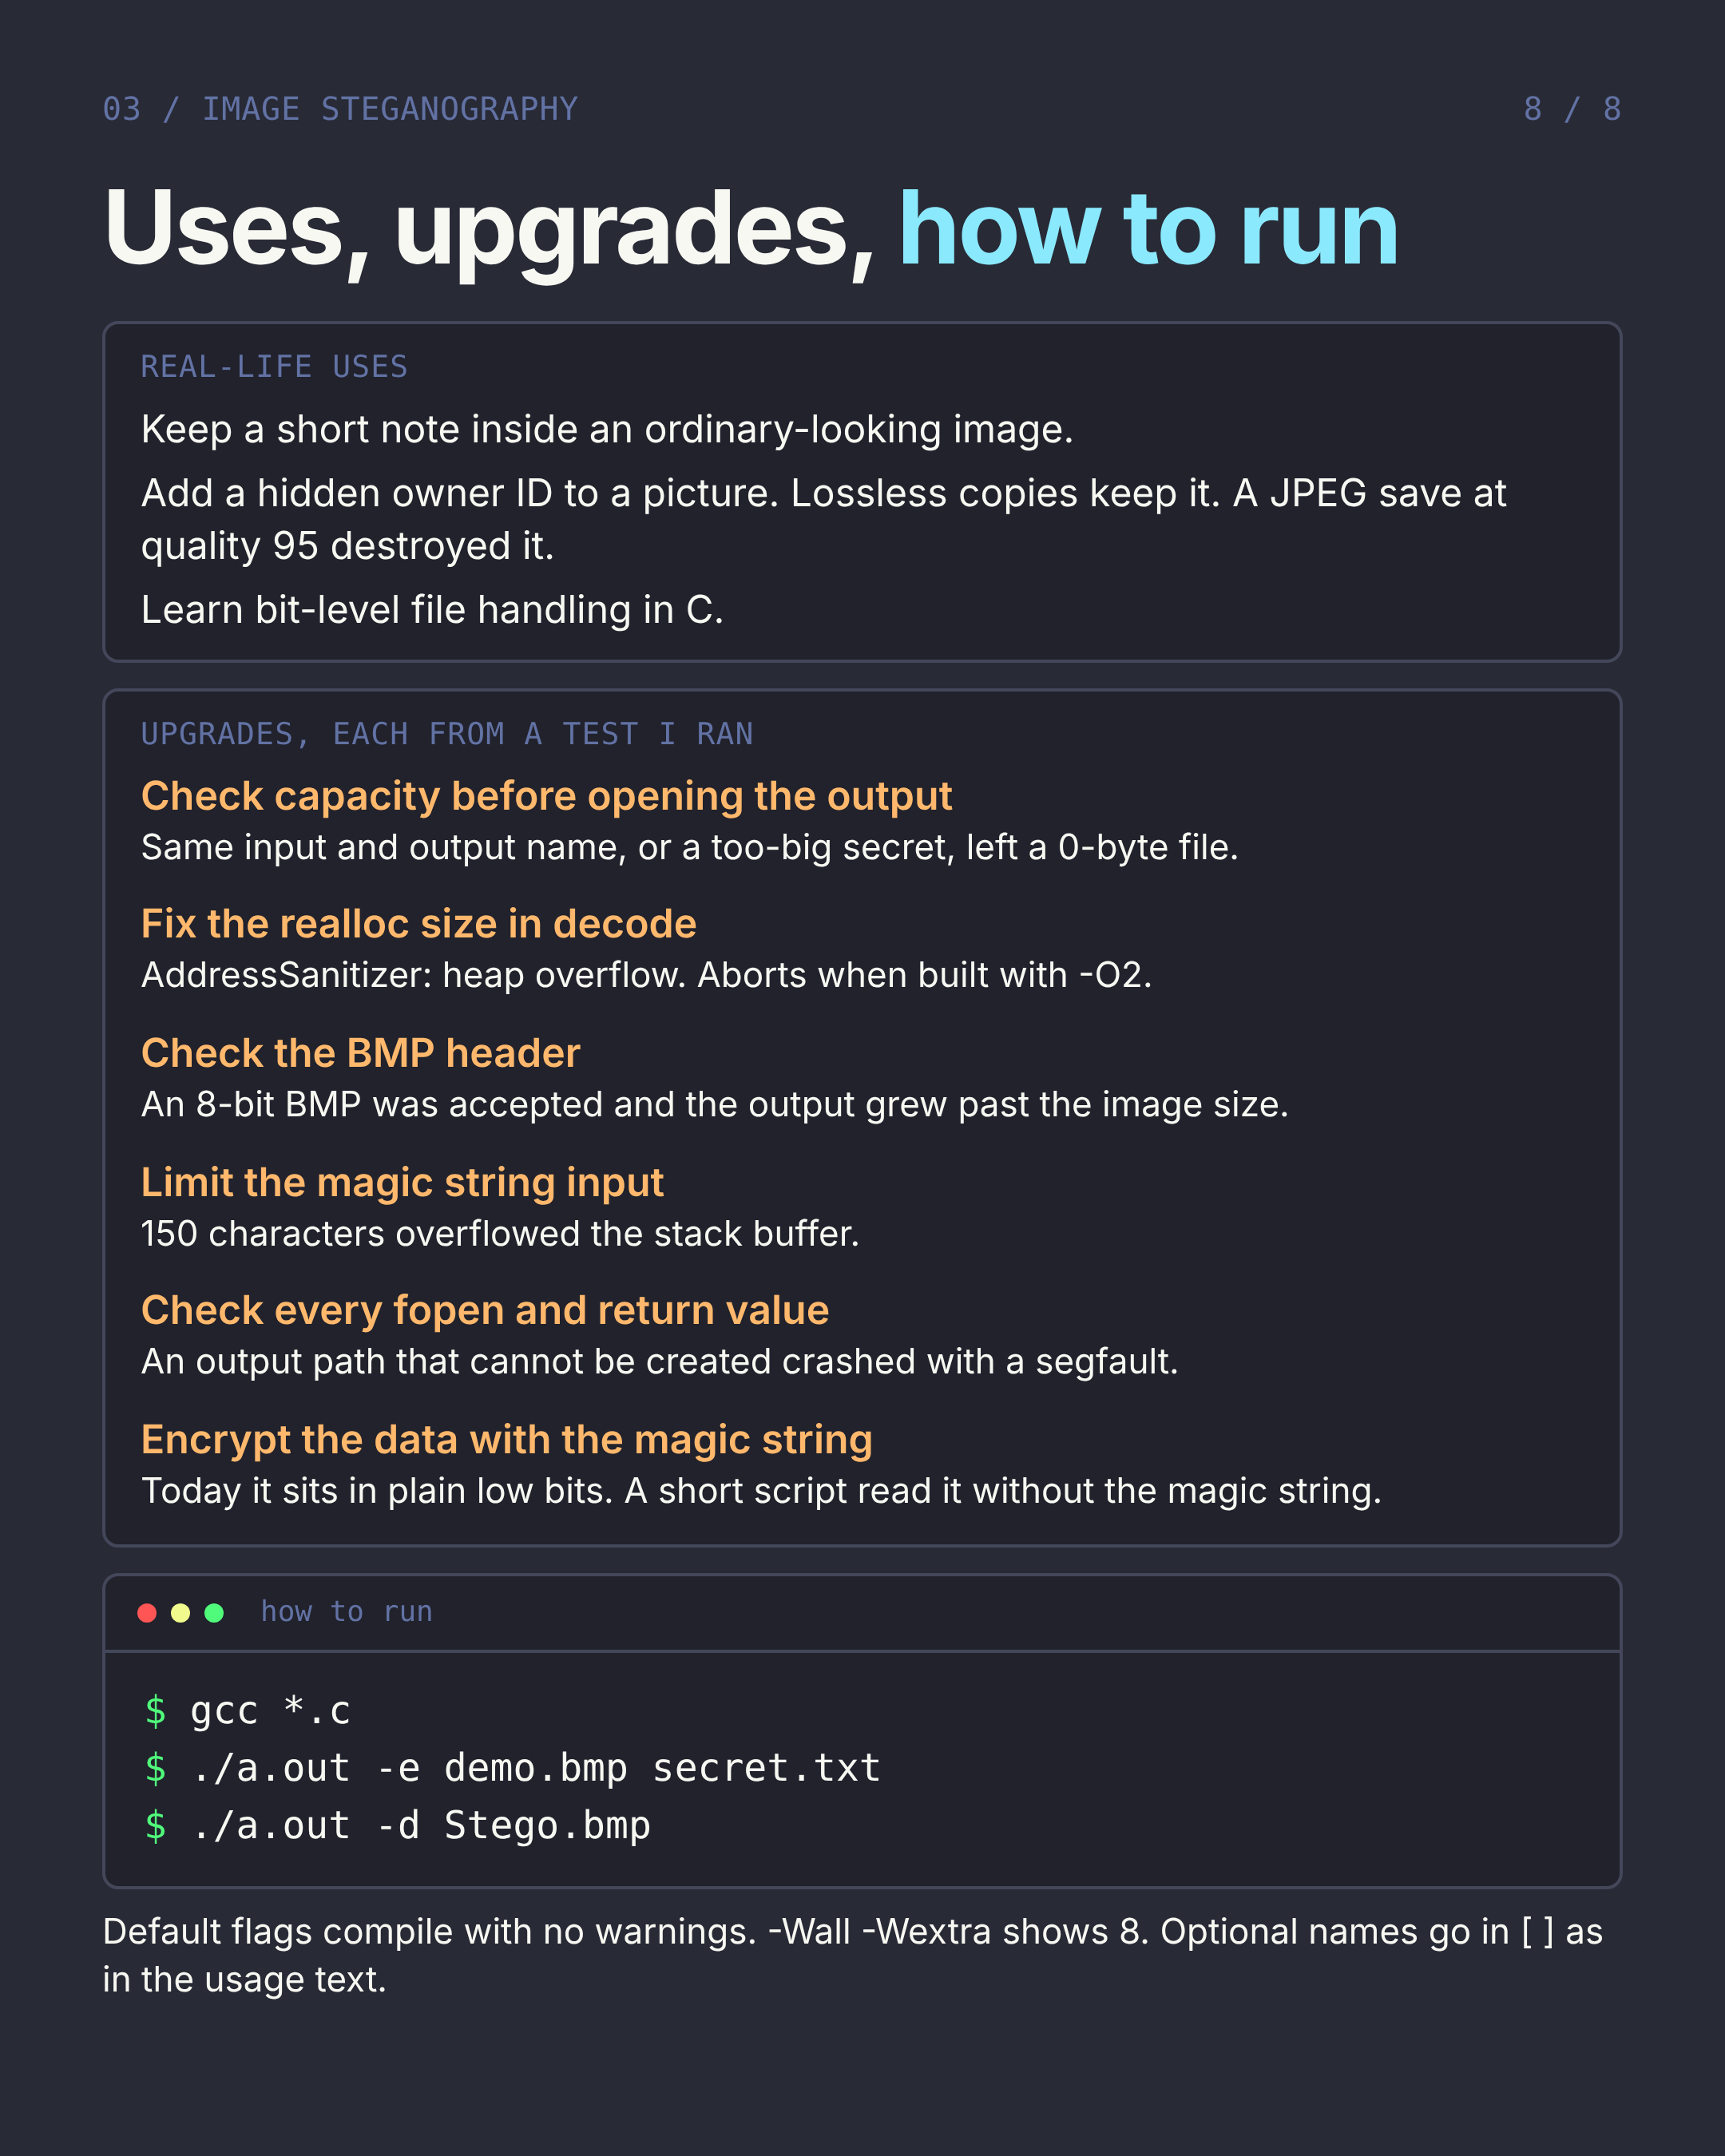 03 / IMAGE STEGANOGRAPHY
8 / 8
Uses, upgrades, how to run
REAL-LIFE USES
Keep a short note inside an ordinary-looking image.
Add a hidden owner ID to a picture. Lossless copies keep it. A JPEG save at
quality 95 destroyed it.
Learn bit-level file handling in C.
UPGRADES, EACH FROM A TEST I RAN
Check capacity before opening the output
Same input and output name, or a too-big secret, left a 0-byte file.
Fix the realloc size in decode
AddressSanitizer: heap overflow. Aborts when built with -O2.
Check the BMP header
An 8-bit BMP was accepted and the output grew past the image size.
Limit the magic string input
150 characters overflowed the stack buffer.
Check every fopen and return value
An output path that cannot be created crashed with a segfault.
Encrypt the data with the magic string
Today it sits in plain low bits. A short script read it without the magic string.
how to run
$ gcc *.c
$ ./a.out -e demo.bmp secret.txt
$ ./a.out -d Stego.bmp
Default flags compile with no warnings. -Wall -Wextra shows 8. Optional names go in [ ] as
in the usage text.